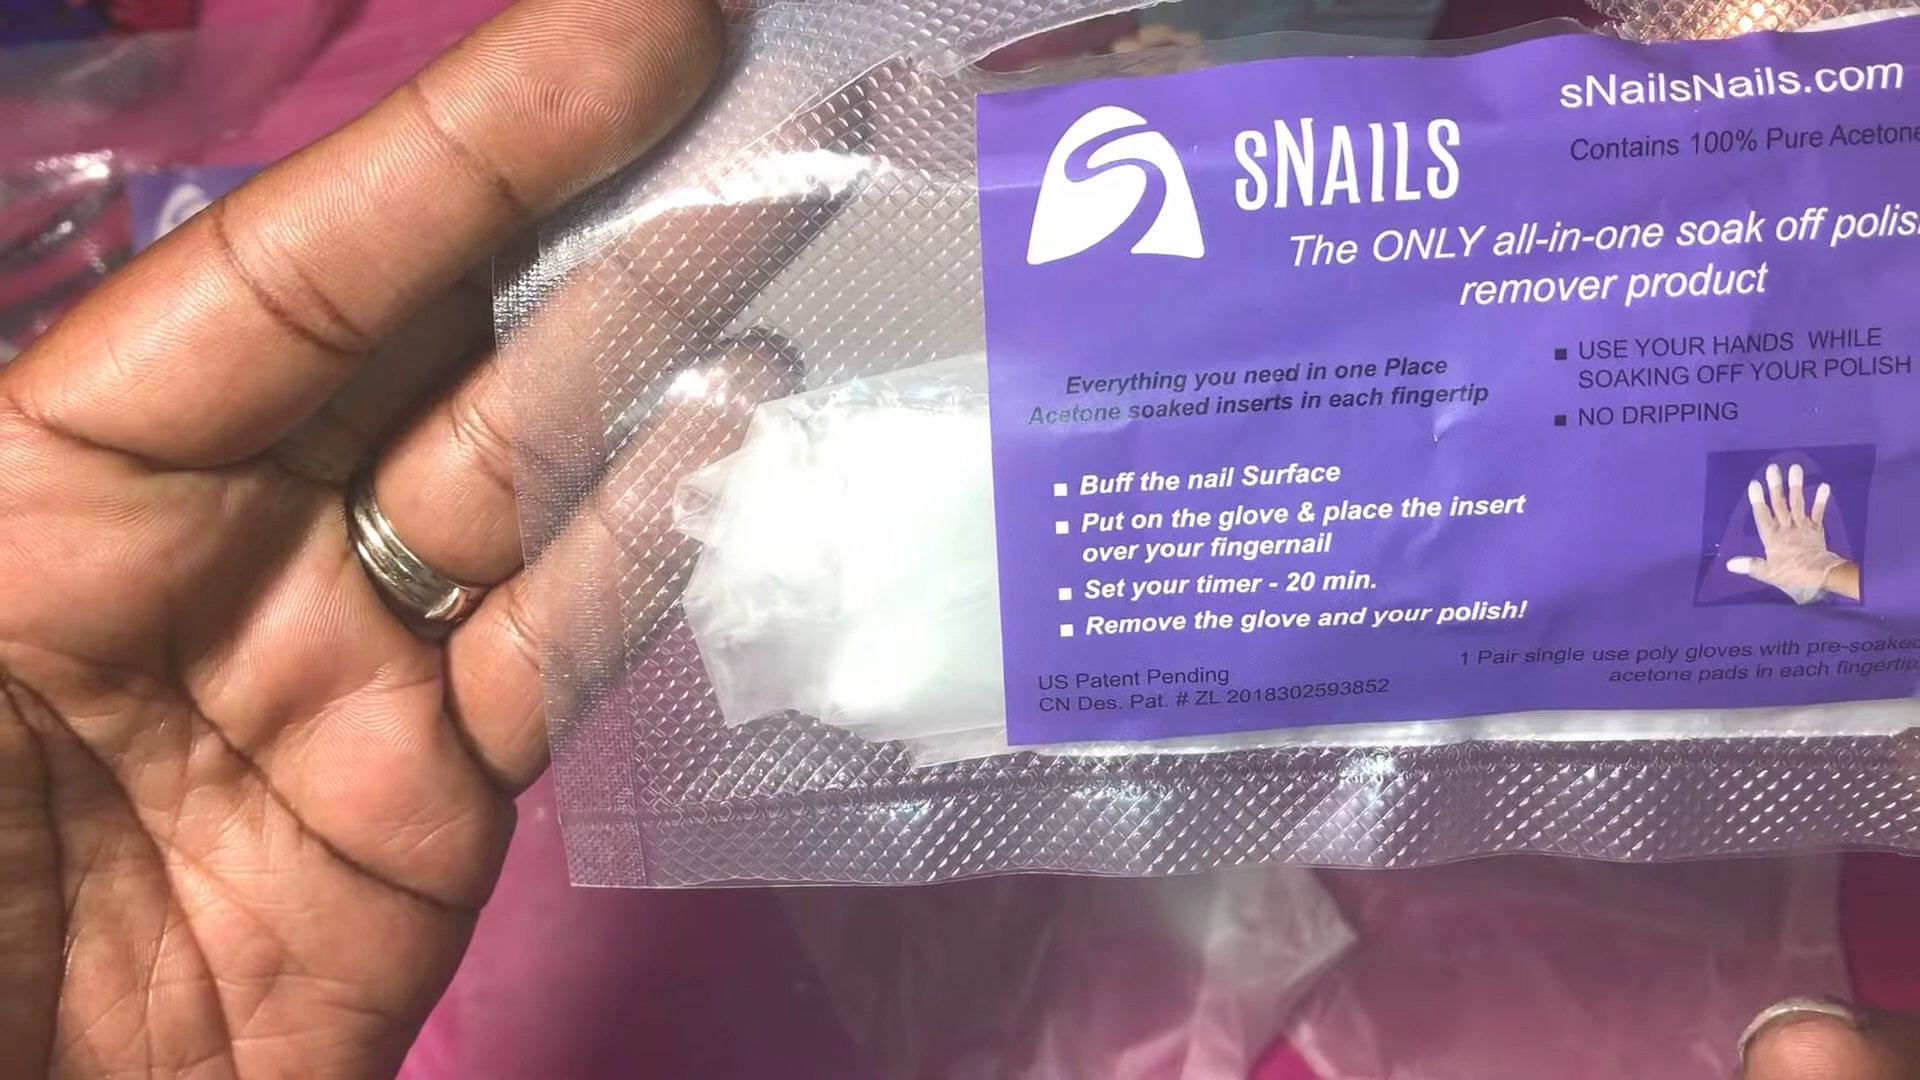 sNailsNails.com
Contains 100% Pure Acetone
SNAILS
The ONLY all-in-one soak off polis
remover product
Everything you need in one Place
Acetone soaked inserts in each fingertip
■ USE YOUR HANDS WHILE
SOAKING OFF YOUR POLISH
■ NO DRIPPING
■ Buff the nail Surface
■ Put on the glove & place the insert
over your fingernail
■ Set your timer - 20 min.
■ Remove the glove and your polish!
1 Pair single use poly gloves with pre-soaked
acetone pads in each fingertip
US Patent Pending
CN Des. Pat. # ZL 2018302593852